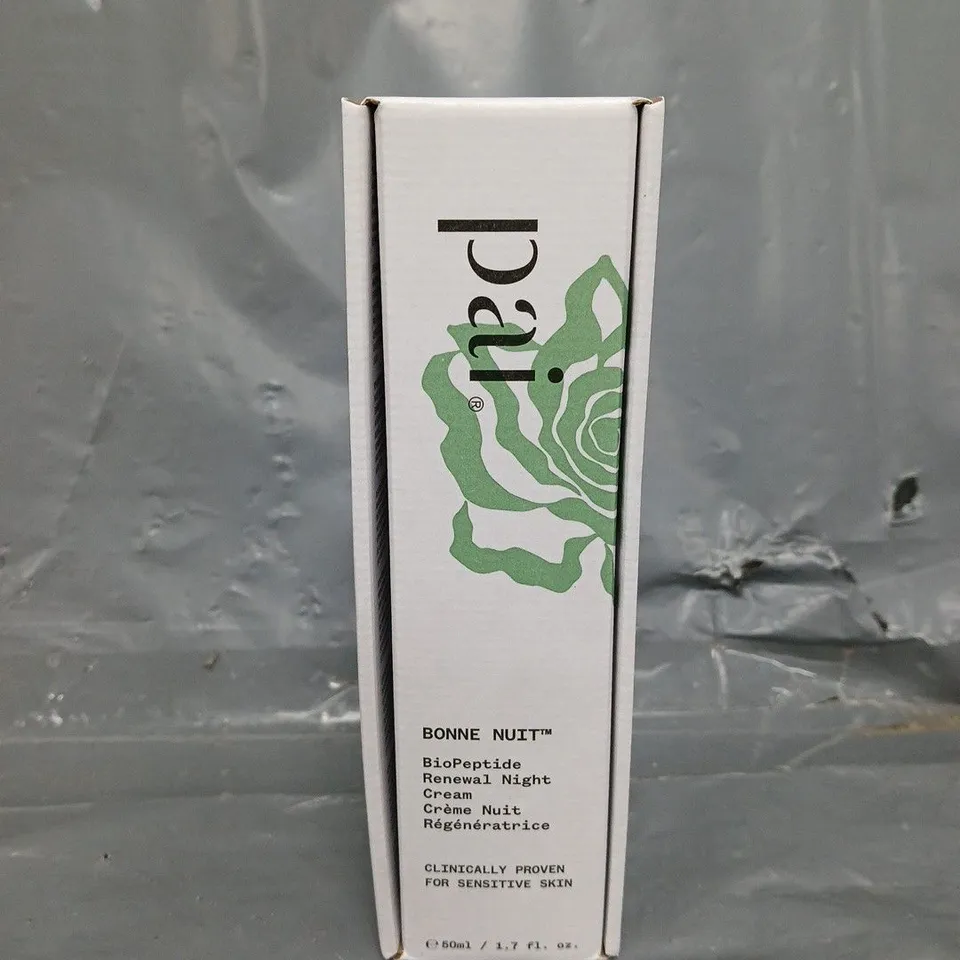 pai®
BONNE NUIT™
BioPeptide
Renewal Night
Cream
Crème Nuit
Régénératrice
CLINICALLY PROVEN
FOR SENSITIVE SKIN
℮50ml / 1.7 fl. oz.